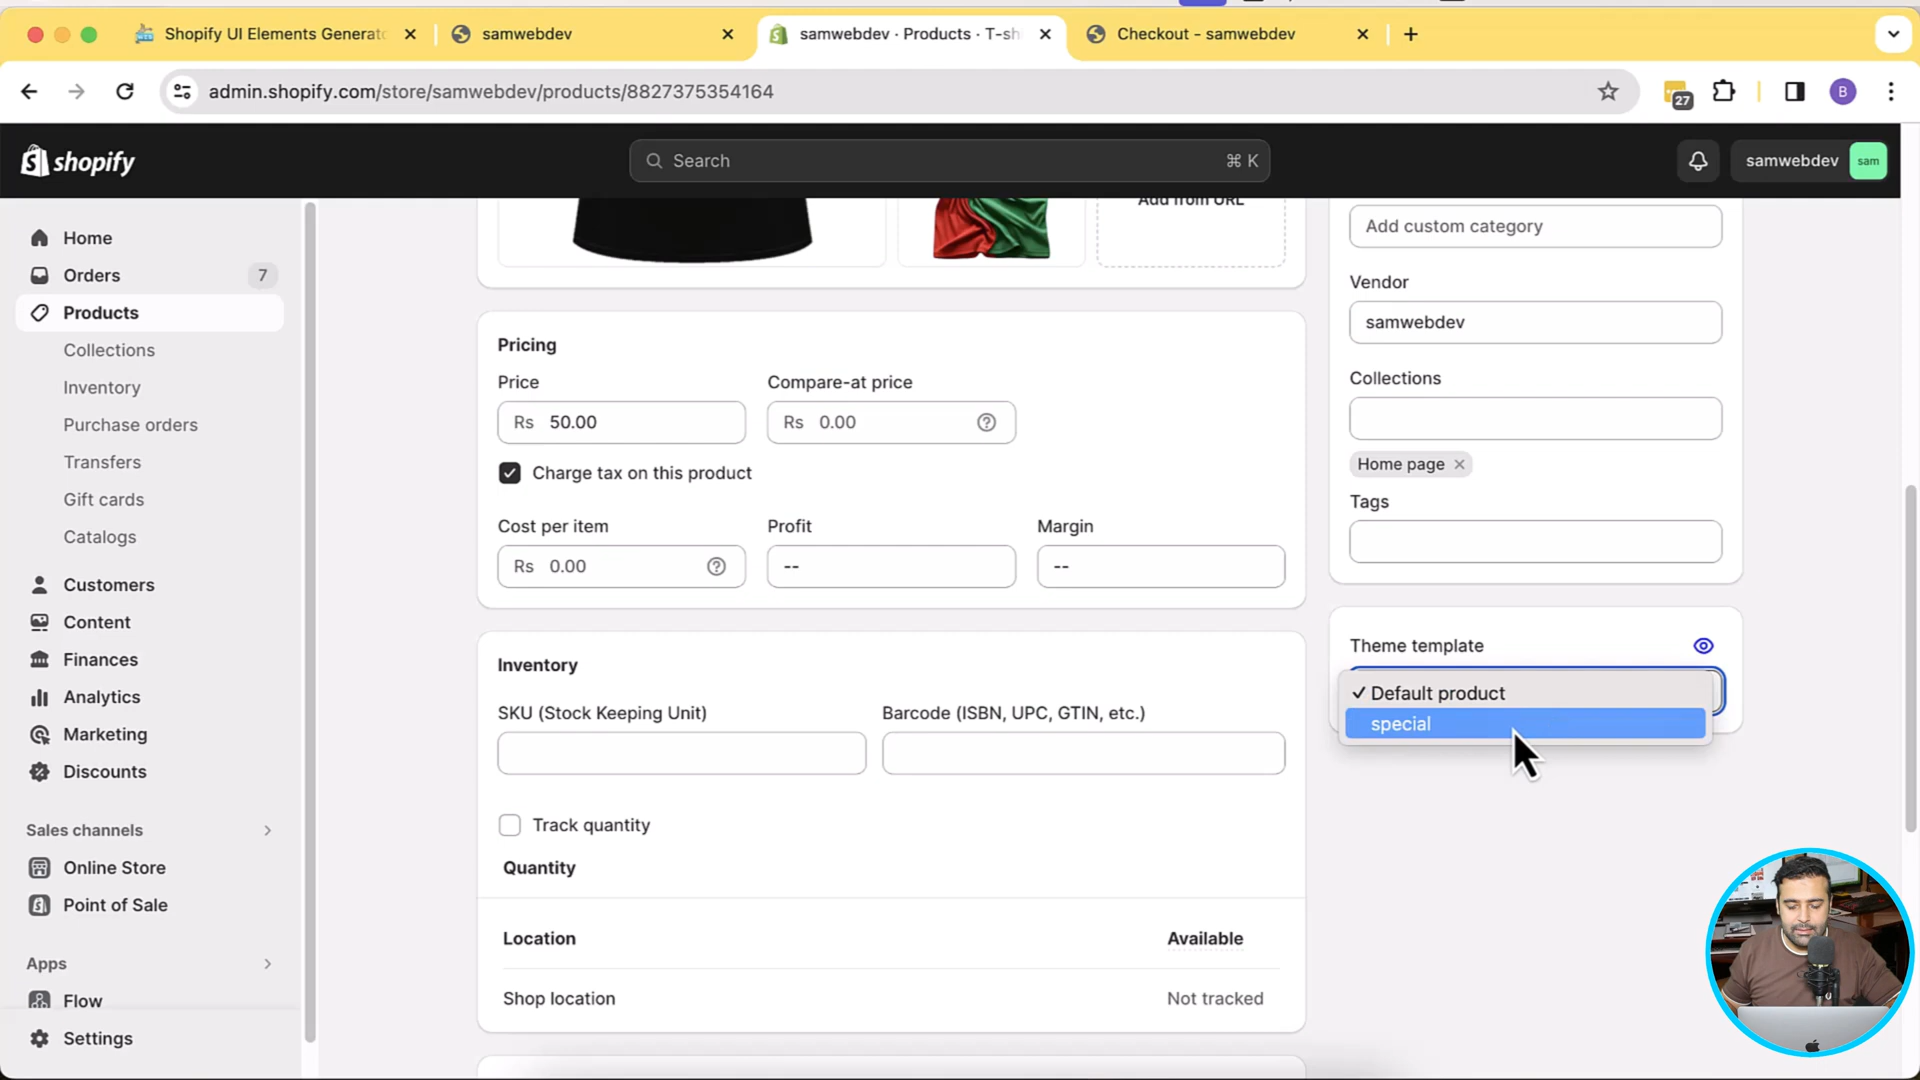 Shopify UI Elements Generato
samwebdev
samwebdev · Products · T-sh
Checkout - samwebdev
admin.shopify.com/store/samwebdev/products/8827375354164
27
B
shopify
Search
⌘ K
samwebdev
sam
Home
Orders
7
Products
Collections
Inventory
Purchase orders
Transfers
Gift cards
Catalogs
Customers
Content
Finances
Analytics
Marketing
Discounts
Sales channels
Online Store
Point of Sale
Apps
Flow
Settings
Add from URL
Pricing
Price
Compare-at price
Rs 50.00
Rs 0.00
Charge tax on this product
Cost per item
Profit
Margin
Rs 0.00
--
--
Inventory
SKU (Stock Keeping Unit)
Barcode (ISBN, UPC, GTIN, etc.)
Track quantity
Quantity
Location
Available
Shop location
Not tracked
Add custom category
Vendor
samwebdev
Collections
Home page
Tags
Theme template
✓ Default product
special